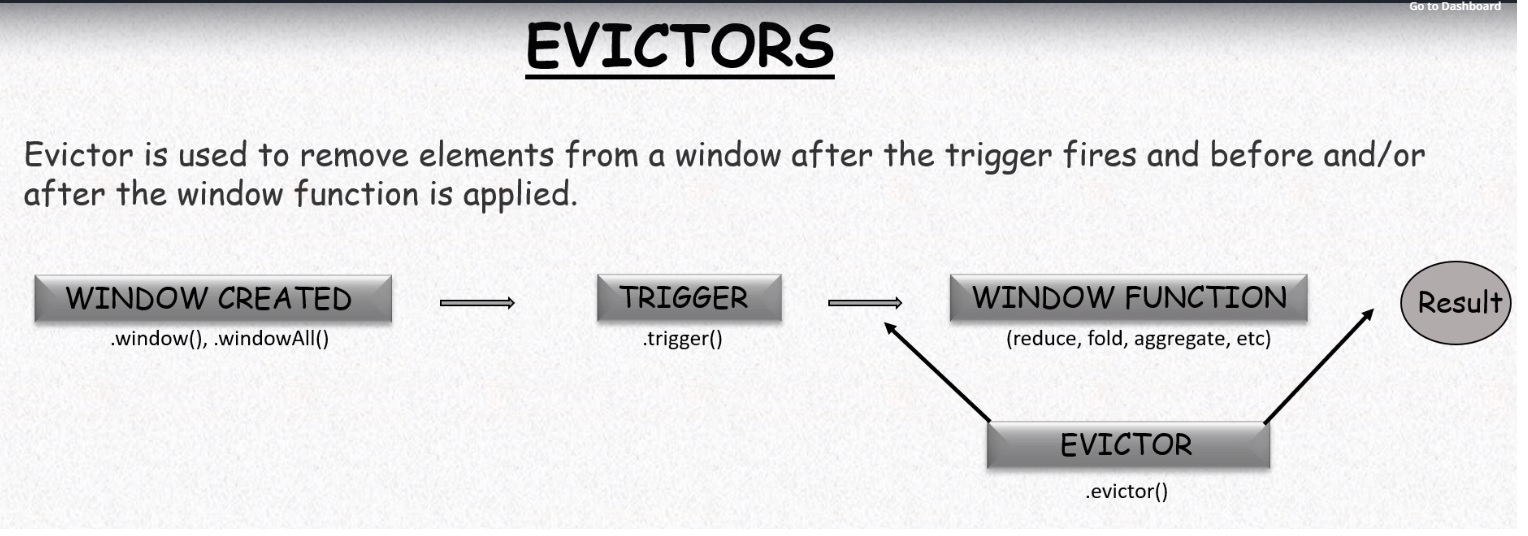 Go to Dashboard
EVICTORS
Evictor is used to remove elements from a window after the trigger fires and before and/or
after the window function is applied.
WINDOW CREATED
.window(), .windowAll()
TRIGGER
.trigger()
WINDOW FUNCTION
(reduce, fold, aggregate, etc)
Result
EVICTOR
.evictor()